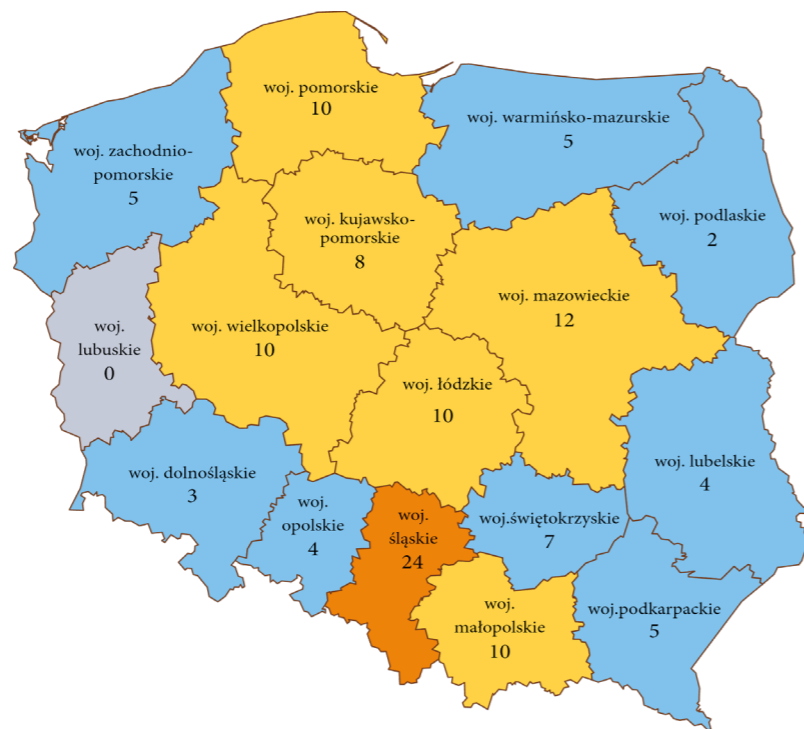 woj. pomorskie
10
woj. warmińsko-mazurskie
5
woj. zachodnio-
pomorskie
5
woj. podlaskie
2
woj. kujawsko-
pomorskie
8
woj. mazowieckie
12
woj.
lubuskie
0
woj. wielkopolskie
10
woj. łódzkie
10
woj. dolnośląskie
3
woj. lubelskie
4
woj.
opolskie
4
woj.
śląskie
24
woj.świętokrzyskie
7
woj.
małopolskie
10
woj.podkarpackie
5